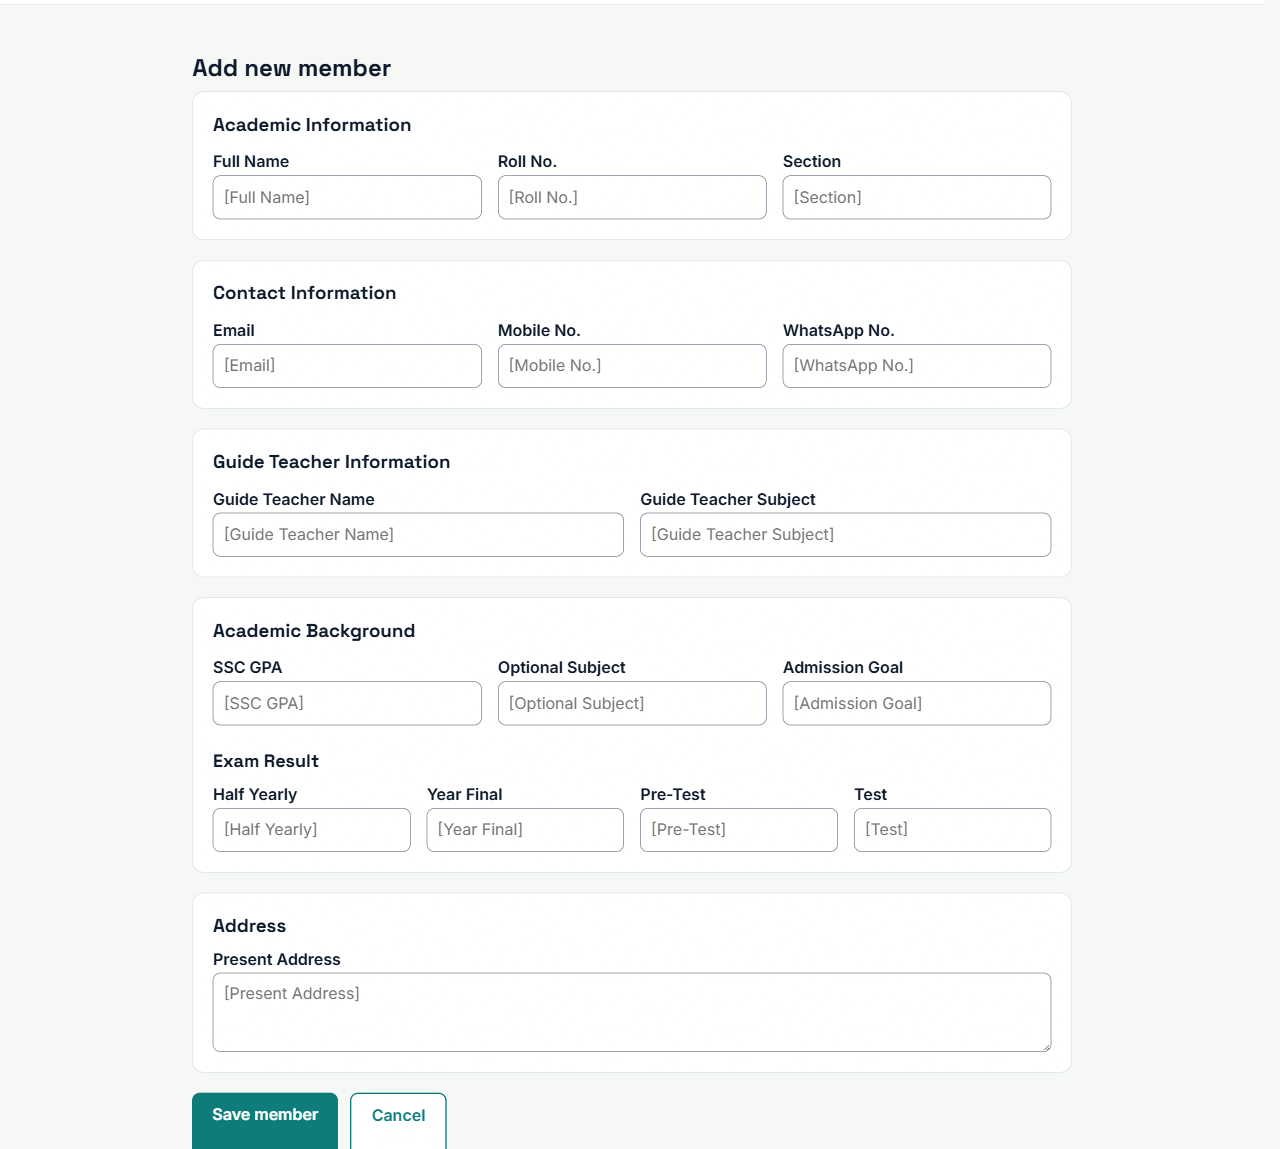 Add new member
Academic Information
Full Name Roll No. Section
[Full Name] [Roll No.] [Section]
Contact Information
Email Mobile No. WhatsApp No.
[Email] [Mobile No.] [WhatsApp No.]
Guide Teacher Information
Guide Teacher Name Guide Teacher Subject
[Guide Teacher Name] [Guide Teacher Subject]
Academic Background
SSC GPA Optional Subject Admission Goal
[SSC GPA] [Optional Subject] [Admission Goal]
Exam Result
Half Yearly Year Final Pre-Test Test
[Half Yearly] [Year Final] [Pre-Test] [Test]
Address
Present Address
[Present Address]
Save member Cancel